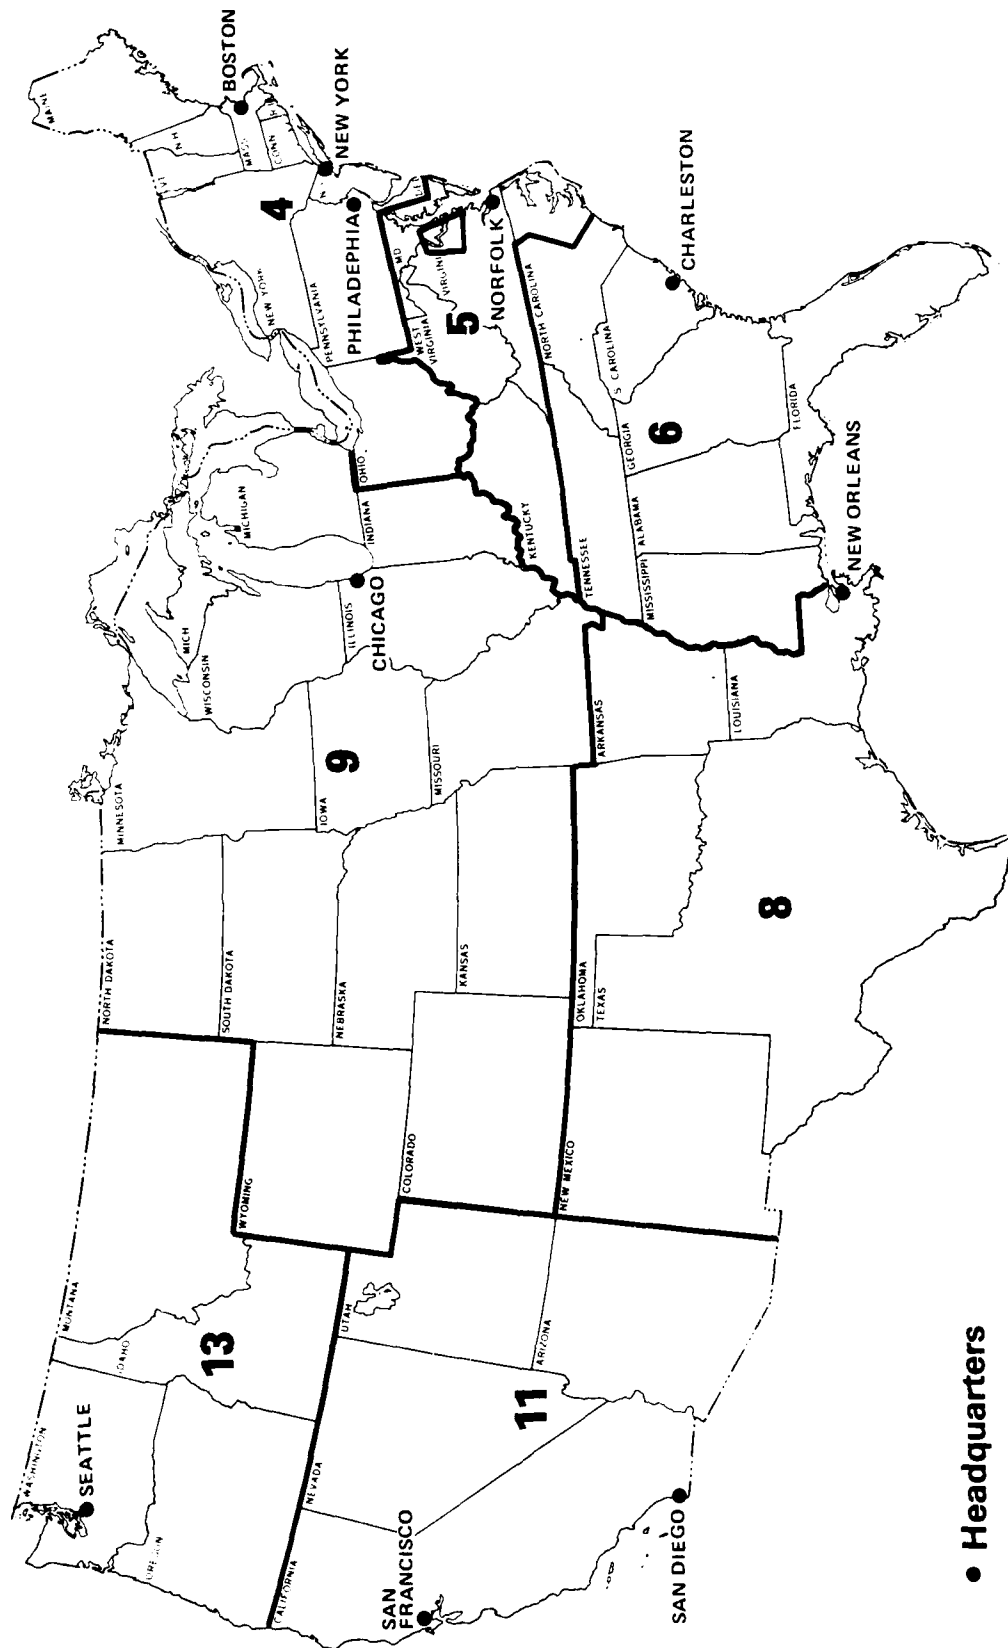 WASHINGTON
SEATTLE
OREGON
MONTANA
IDAHO
13
NORTH DAKOTA
MINNESOTA
SOUTH DAKOTA
WYOMING
NEBRASKA
IOWA
9
WISCONSIN
MICH
MICHIGAN
ILLINOIS
CHICAGO
INDIANA
OHIO
MAINE
VT
N H
MASS
BOSTON
CONN
NEW YORK
4
NEW YORK
PENNSYLVANIA
PHILADEPHIA
MD
DEL
CALIFORNIA
NEVADA
UTAH
COLORADO
KANSAS
MISSOURI
KENTUCKY
WEST
VIRGINIA
VIRGINIA
5
NORFOLK
SAN
FRANCISCO
11
ARIZONA
NEW MEXICO
OKLAHOMA
TEXAS
ARKANSAS
TENNESSEE
NORTH CAROLINA
S CAROLINA
CHARLESTON
SAN DIEGO
8
LOUISIANA
MISSISSIPPI
ALABAMA
GEORGIA
6
FLORIDA
NEW ORLEANS
Headquarters